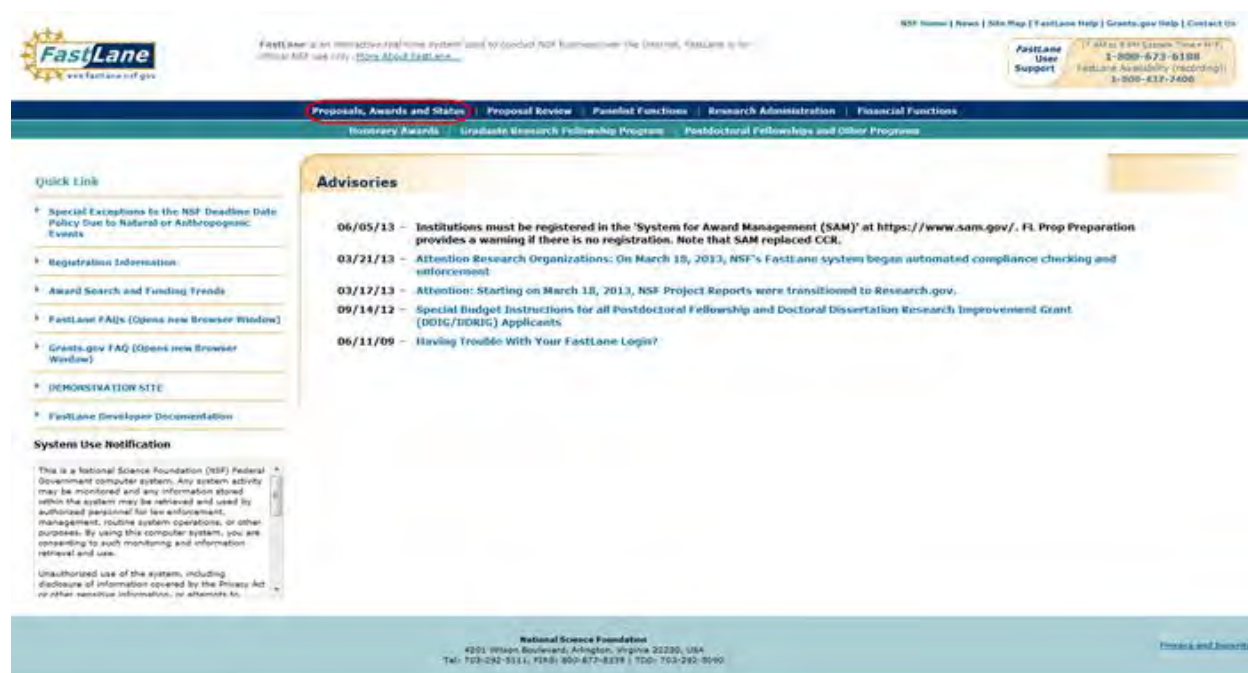 NSF Home | News | Site Map | FastLane Help | Grants.gov Help | Contact Us
FastLane
www.fastlane.nsf.gov
FastLane is an interactive real-time system used to conduct NSF business over the Internet. FastLane is for
official NSF use only. More About FastLane...
FastLane
User
Support
1-800-673-6188
FastLane Availability (recording):
1-800-437-7408
Proposals, Awards and Status | Proposal Review | Panelist Functions | Research Administration | Financial Functions
Honorary Awards | Graduate Research Fellowship Program | Postdoctoral Fellowships and Other Programs
Quick Link
Special Exceptions to the NSF Deadline Date
Policy Due to Natural or Anthropogenic
Events
Registration Information
Award Search and Funding Trends
FastLane FAQs (Opens new Browser Window)
Grants.gov FAQ (Opens new Browser
Window)
DEMONSTRATION SITE
FastLane Developer Documentation
System Use Notification
This is a National Science Foundation (NSF) Federal
Government computer system. Any system activity
may be monitored and any information stored
within the system may be retrieved and used by
authorized personnel for law enforcement,
management, routine system operations, or other
purposes. By using this computer system, you are
consenting to such monitoring and information
retrieval and use.
Unauthorized use of the system, including
disclosure of information covered by the Privacy Act
or other sensitive information, or attempts to
Advisories
06/05/13 - Institutions must be registered in the 'System for Award Management (SAM)' at https://www.sam.gov/. FL Prop Preparation
provides a warning if there is no registration. Note that SAM replaced CCR.
03/21/13 - Attention Research Organizations: On March 18, 2013, NSF's FastLane system began automated compliance checking and
enforcement
03/17/13 - Attention: Starting on March 18, 2013, NSF Project Reports were transitioned to Research.gov.
09/14/12 - Special Budget Instructions for all Postdoctoral Fellowship and Doctoral Dissertation Research Improvement Grant
(DDIG/DDRIG) Applicants
06/11/09 - Having Trouble With Your FastLane Login?
National Science Foundation
4201 Wilson Boulevard, Arlington, Virginia 22230, USA
Tel: 703-292-5111, FIRS: 800-877-8339 | TDD: 703-292-5090
Privacy and Security